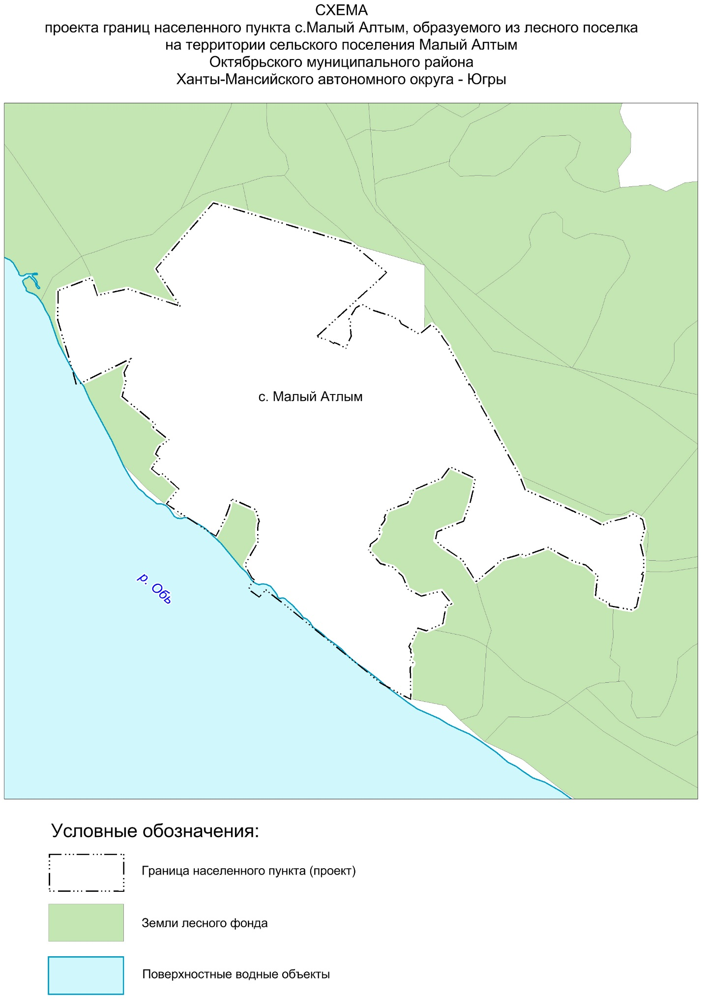 СХЕМА
проекта границ населенного пункта с.Малый Алтым, образуемого из лесного поселка
на территории сельского поселения Малый Алтым
Октябрьского муниципального района
Ханты-Мансийского автономного округа - Югры
с. Малый Атлым
р. Обь
Условные обозначения:
Граница населенного пункта (проект)
Земли лесного фонда
Поверхностные водные объекты